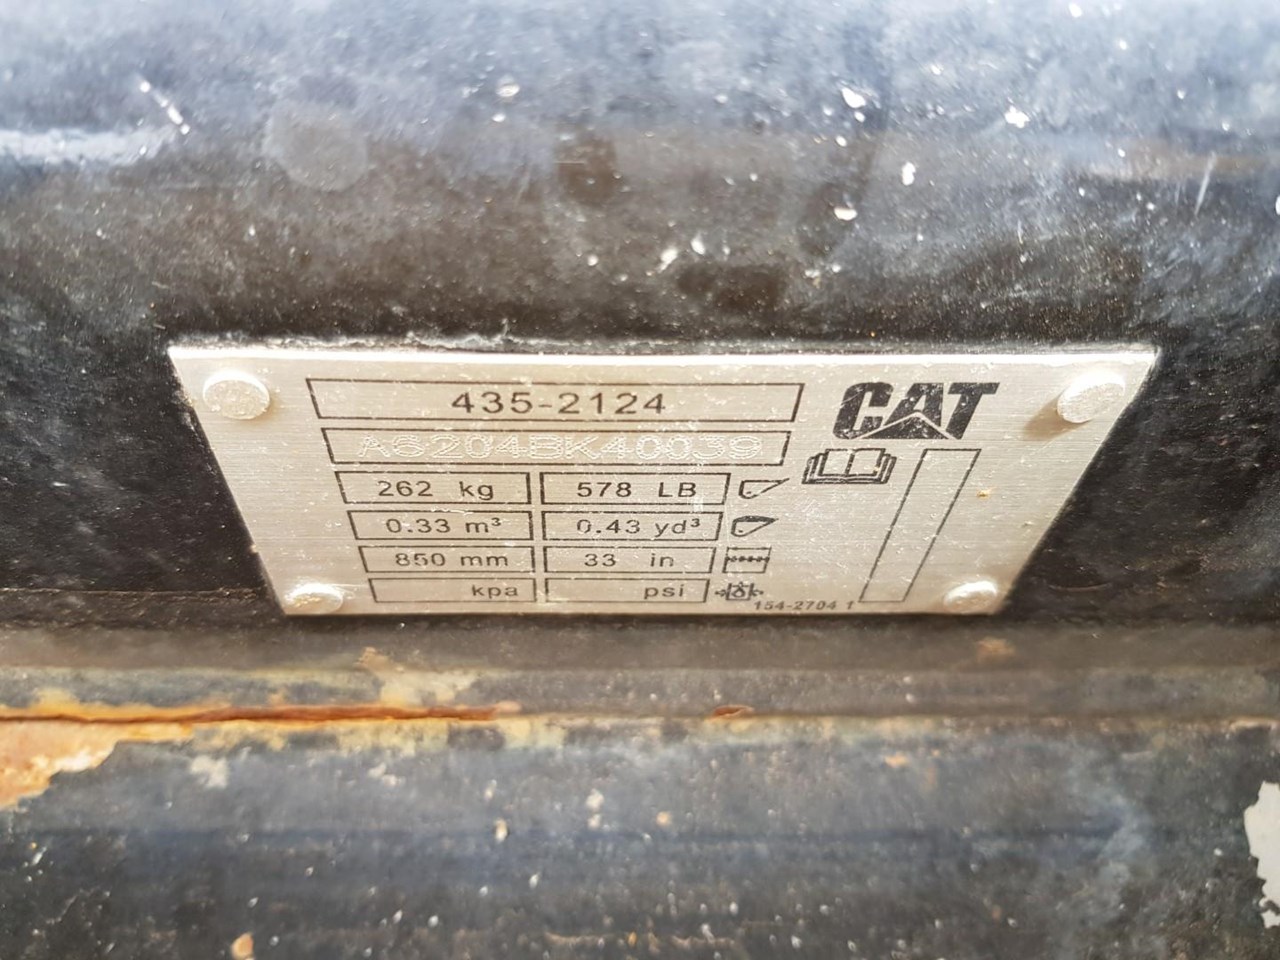 435-2124
CAT
A6204BK40039
262 kg 578 LB
0.33 m³ 0.43 yd³
850 mm 33 in
kpa psi
154-2704 1